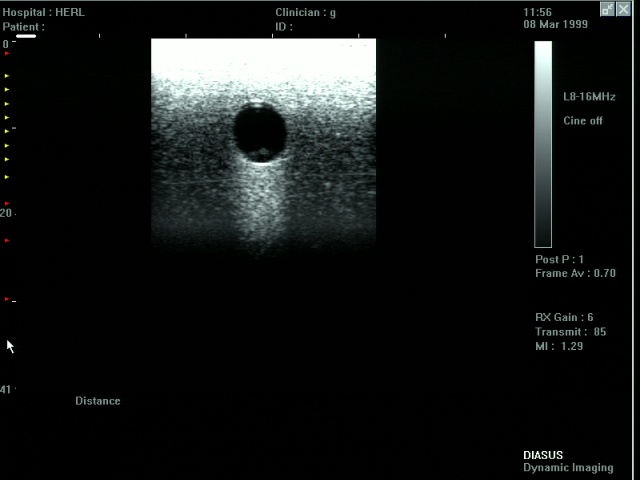 Hospital : HERL
Clinician : g
11:56
Patient :
ID :
08 Mar 1999
0
L8-16MHz
Cine off
20
Post P : 1
Frame Av : 0.70
RX Gain : 6
Transmit : 85
MI : 1.29
41
Distance
DIASUS
Dynamic Imaging